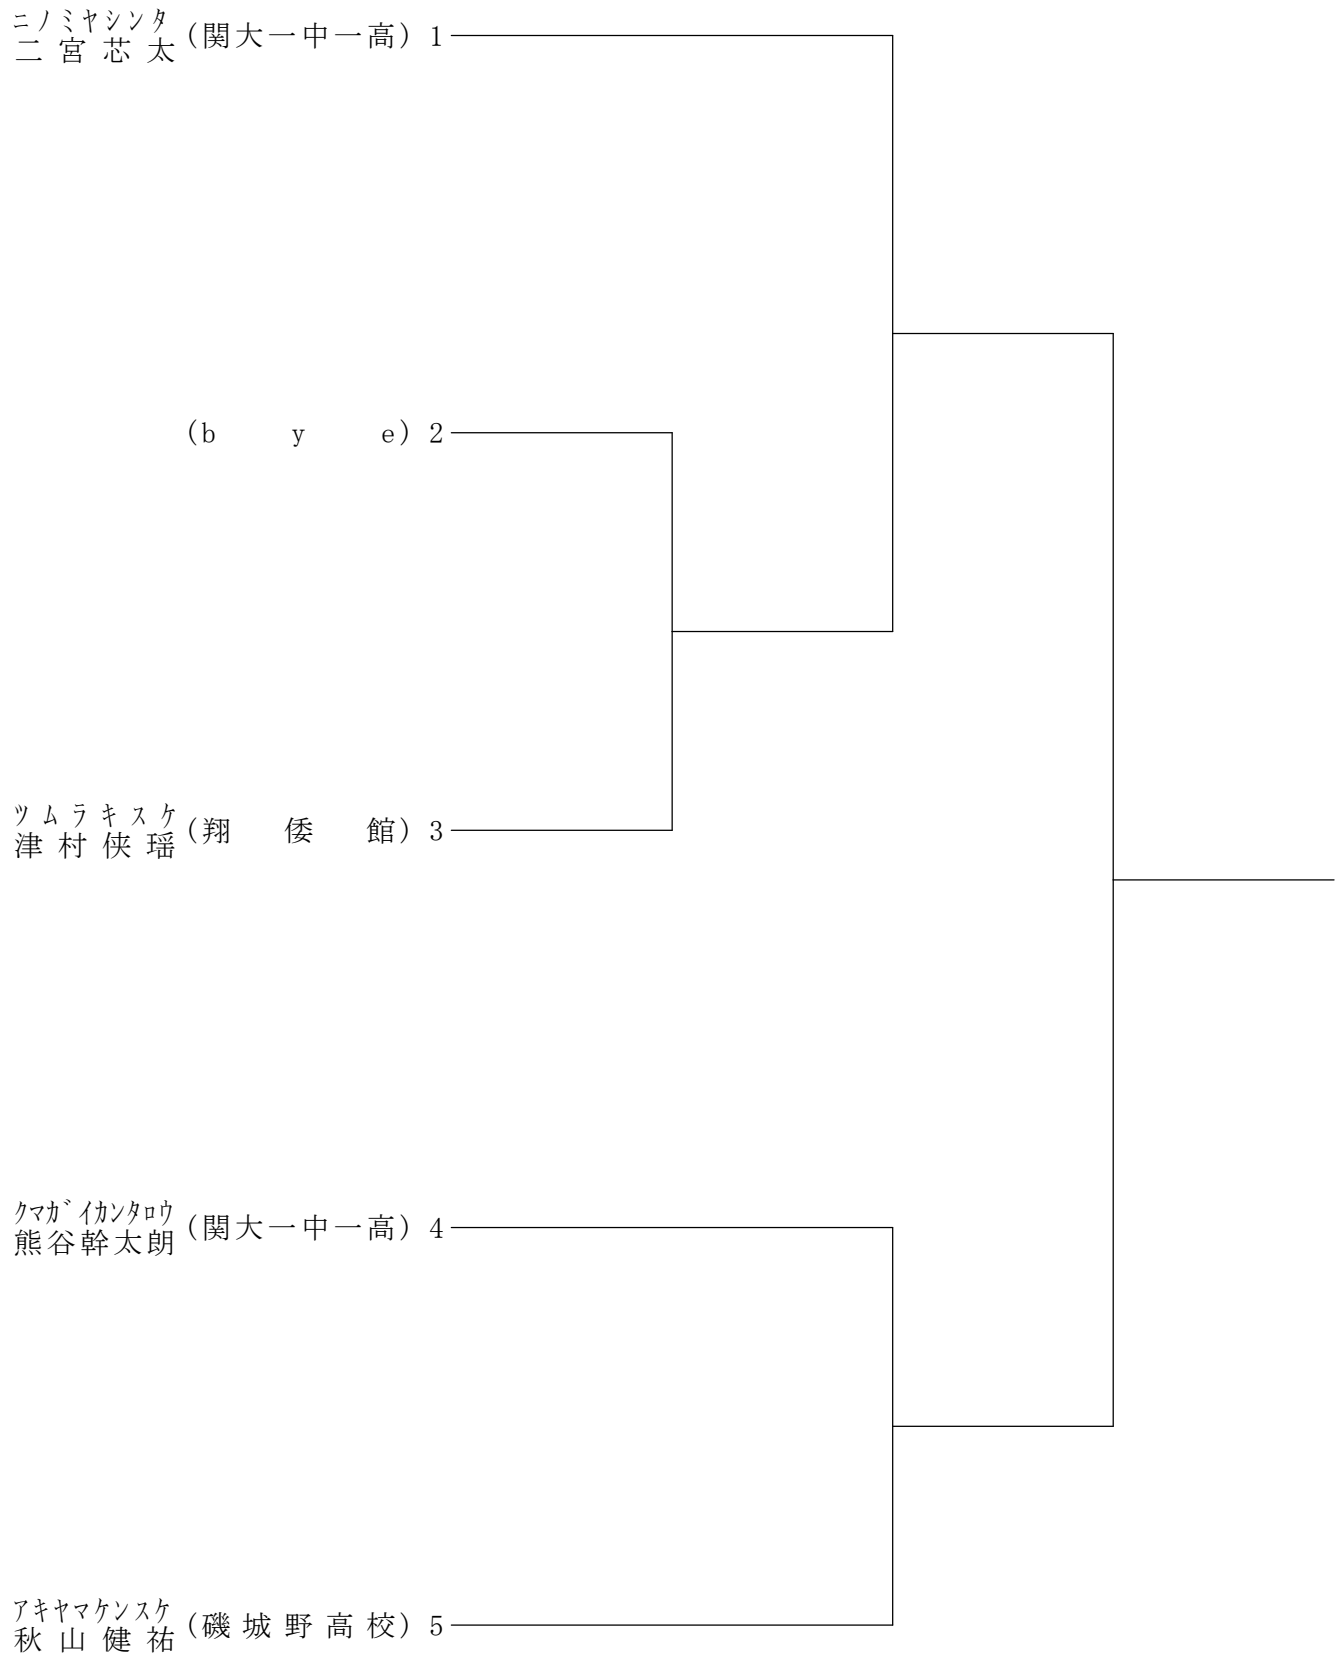 ニノミヤシンタ
二宮芯太 (関大一中一高) 1
(bye) 2
ツムラキスケ
津村侠瑶 (翔倭館) 3
クマガイカンタロウ
熊谷幹太朗 (関大一中一高) 4
アキヤマケンスケ
秋山健祐 (磯城野高校) 5